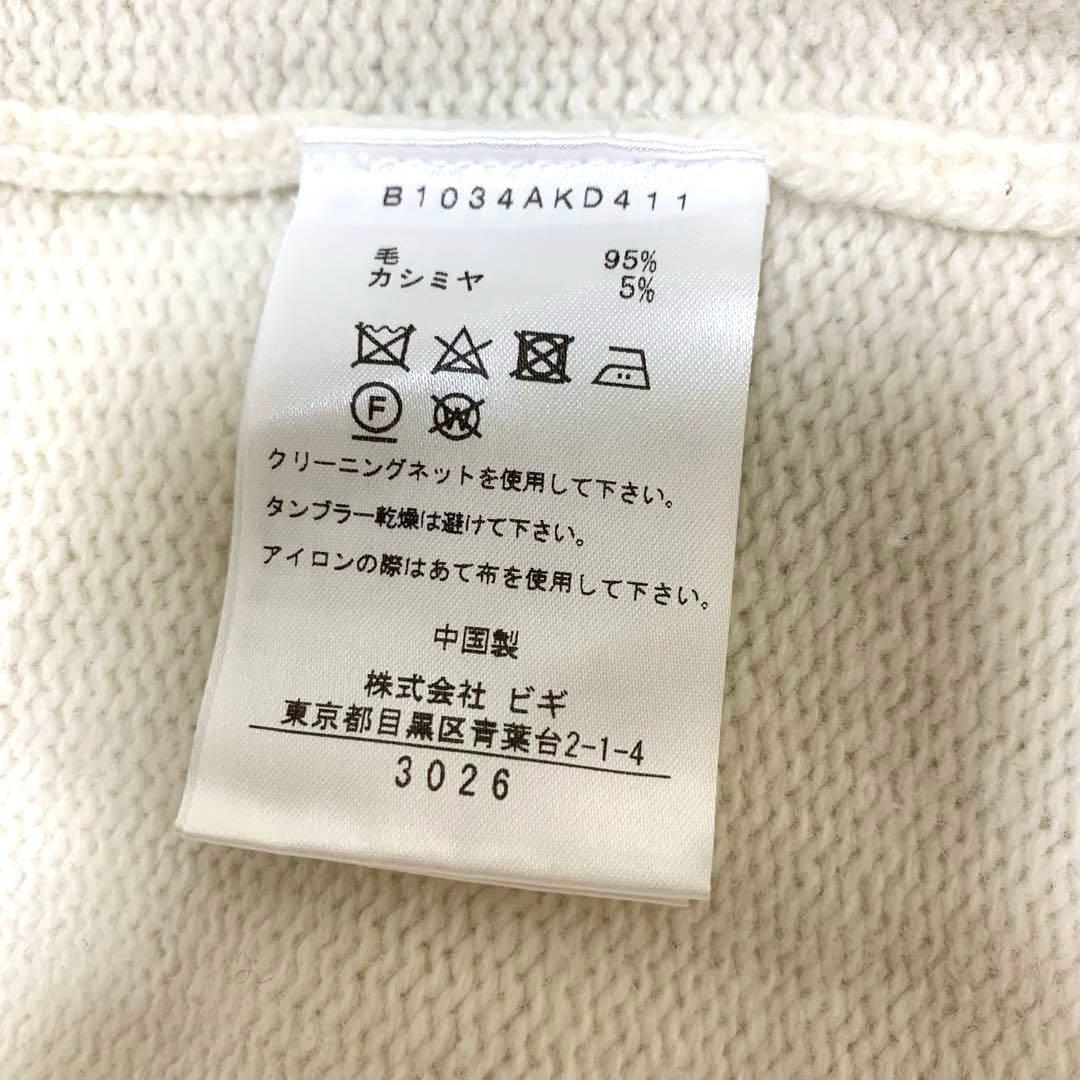 B1034AKD411
毛 95%
カシミヤ 5%
F W
クリーニングネットを使用して下さい。
タンブラー乾燥は避けて下さい。
アイロンの際はあて布を使用して下さい。
中国製
株式会社 ビギ
東京都目黒区青葉台2-1-4
3026